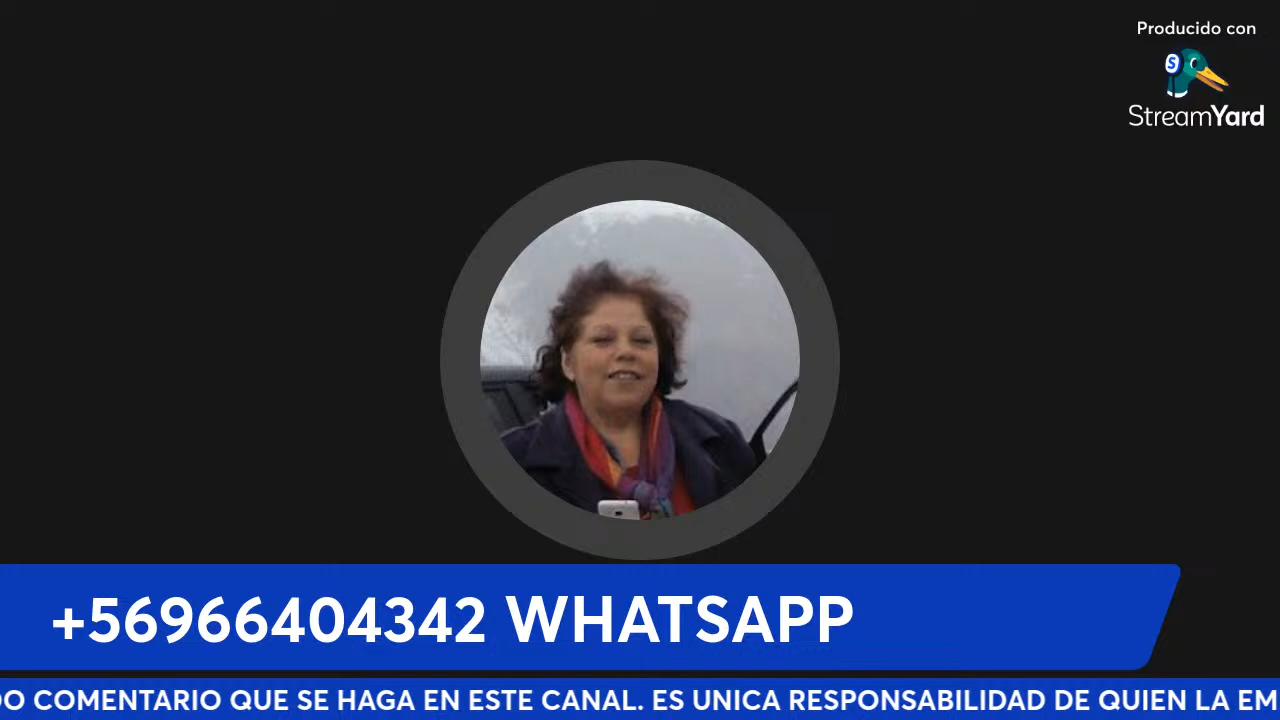 Producido con
StreamYard
+56966404342 WHATSAPP
COMENTARIO QUE SE HAGA EN ESTE CANAL. ES UNICA RESPONSABILIDAD DE QUIEN LA